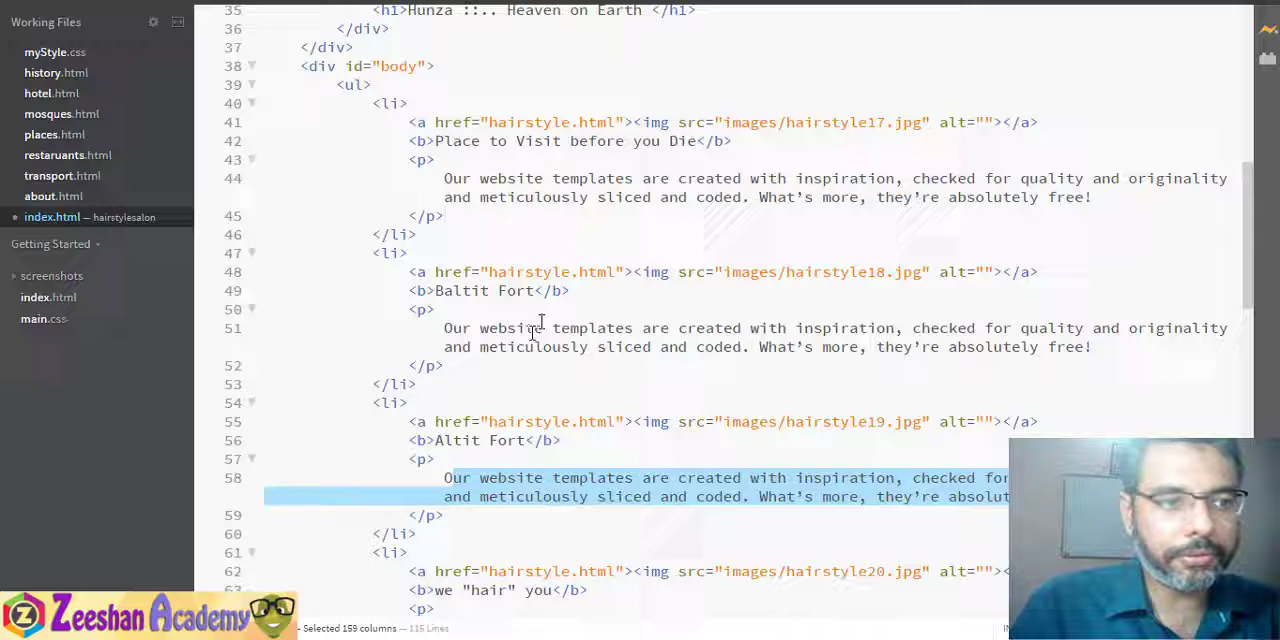 Working Files
myStyle.css
history.html
hotel.html
mosques.html
places.html
restaruants.html
transport.html
about.html
index.html — hairstylesalon
Getting Started
screenshots
index.html
main.css
35 <h1>Hunza ::.. Heaven on Earth </h1>
36 </div>
37 </div>
38 <div id="body">
39 <ul>
40 <li>
41 <a href="hairstyle.html"><img src="images/hairstyle17.jpg" alt=""></a>
42 <b>Place to Visit before you Die</b>
43 <p>
44 Our website templates are created with inspiration, checked for quality and originality
and meticulously sliced and coded. What's more, they're absolutely free!
45 </p>
46 </li>
47 <li>
48 <a href="hairstyle.html"><img src="images/hairstyle18.jpg" alt=""></a>
49 <b>Baltit Fort</b>
50 <p>
51 Our website templates are created with inspiration, checked for quality and originality
and meticulously sliced and coded. What's more, they're absolutely free!
52 </p>
53 </li>
54 <li>
55 <a href="hairstyle.html"><img src="images/hairstyle19.jpg" alt=""></a>
56 <b>Altit Fort</b>
57 <p>
58 Our website templates are created with inspiration, checked for
and meticulously sliced and coded. What's more, they're absolut
59 </p>
60 </li>
61 <li>
62 <a href="hairstyle.html"><img src="images/hairstyle20.jpg" alt=""><
63 <b>we "hair" you</b>
<p>
Zeeshan Academy
- Selected 159 columns — 115 Lines